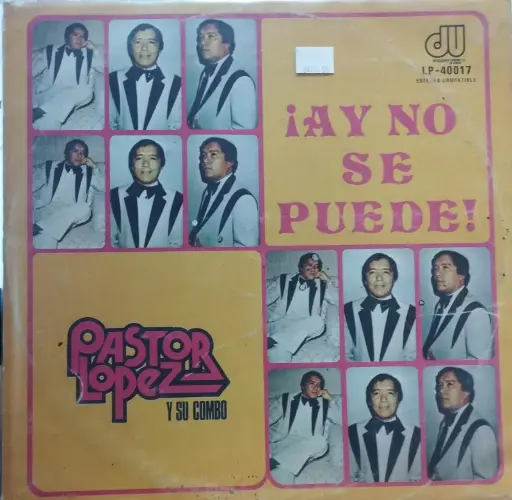 du
LP-40017
¡AY NO
SE
PUEDE!
PASTOR
LOPEZ
Y SU COMBO